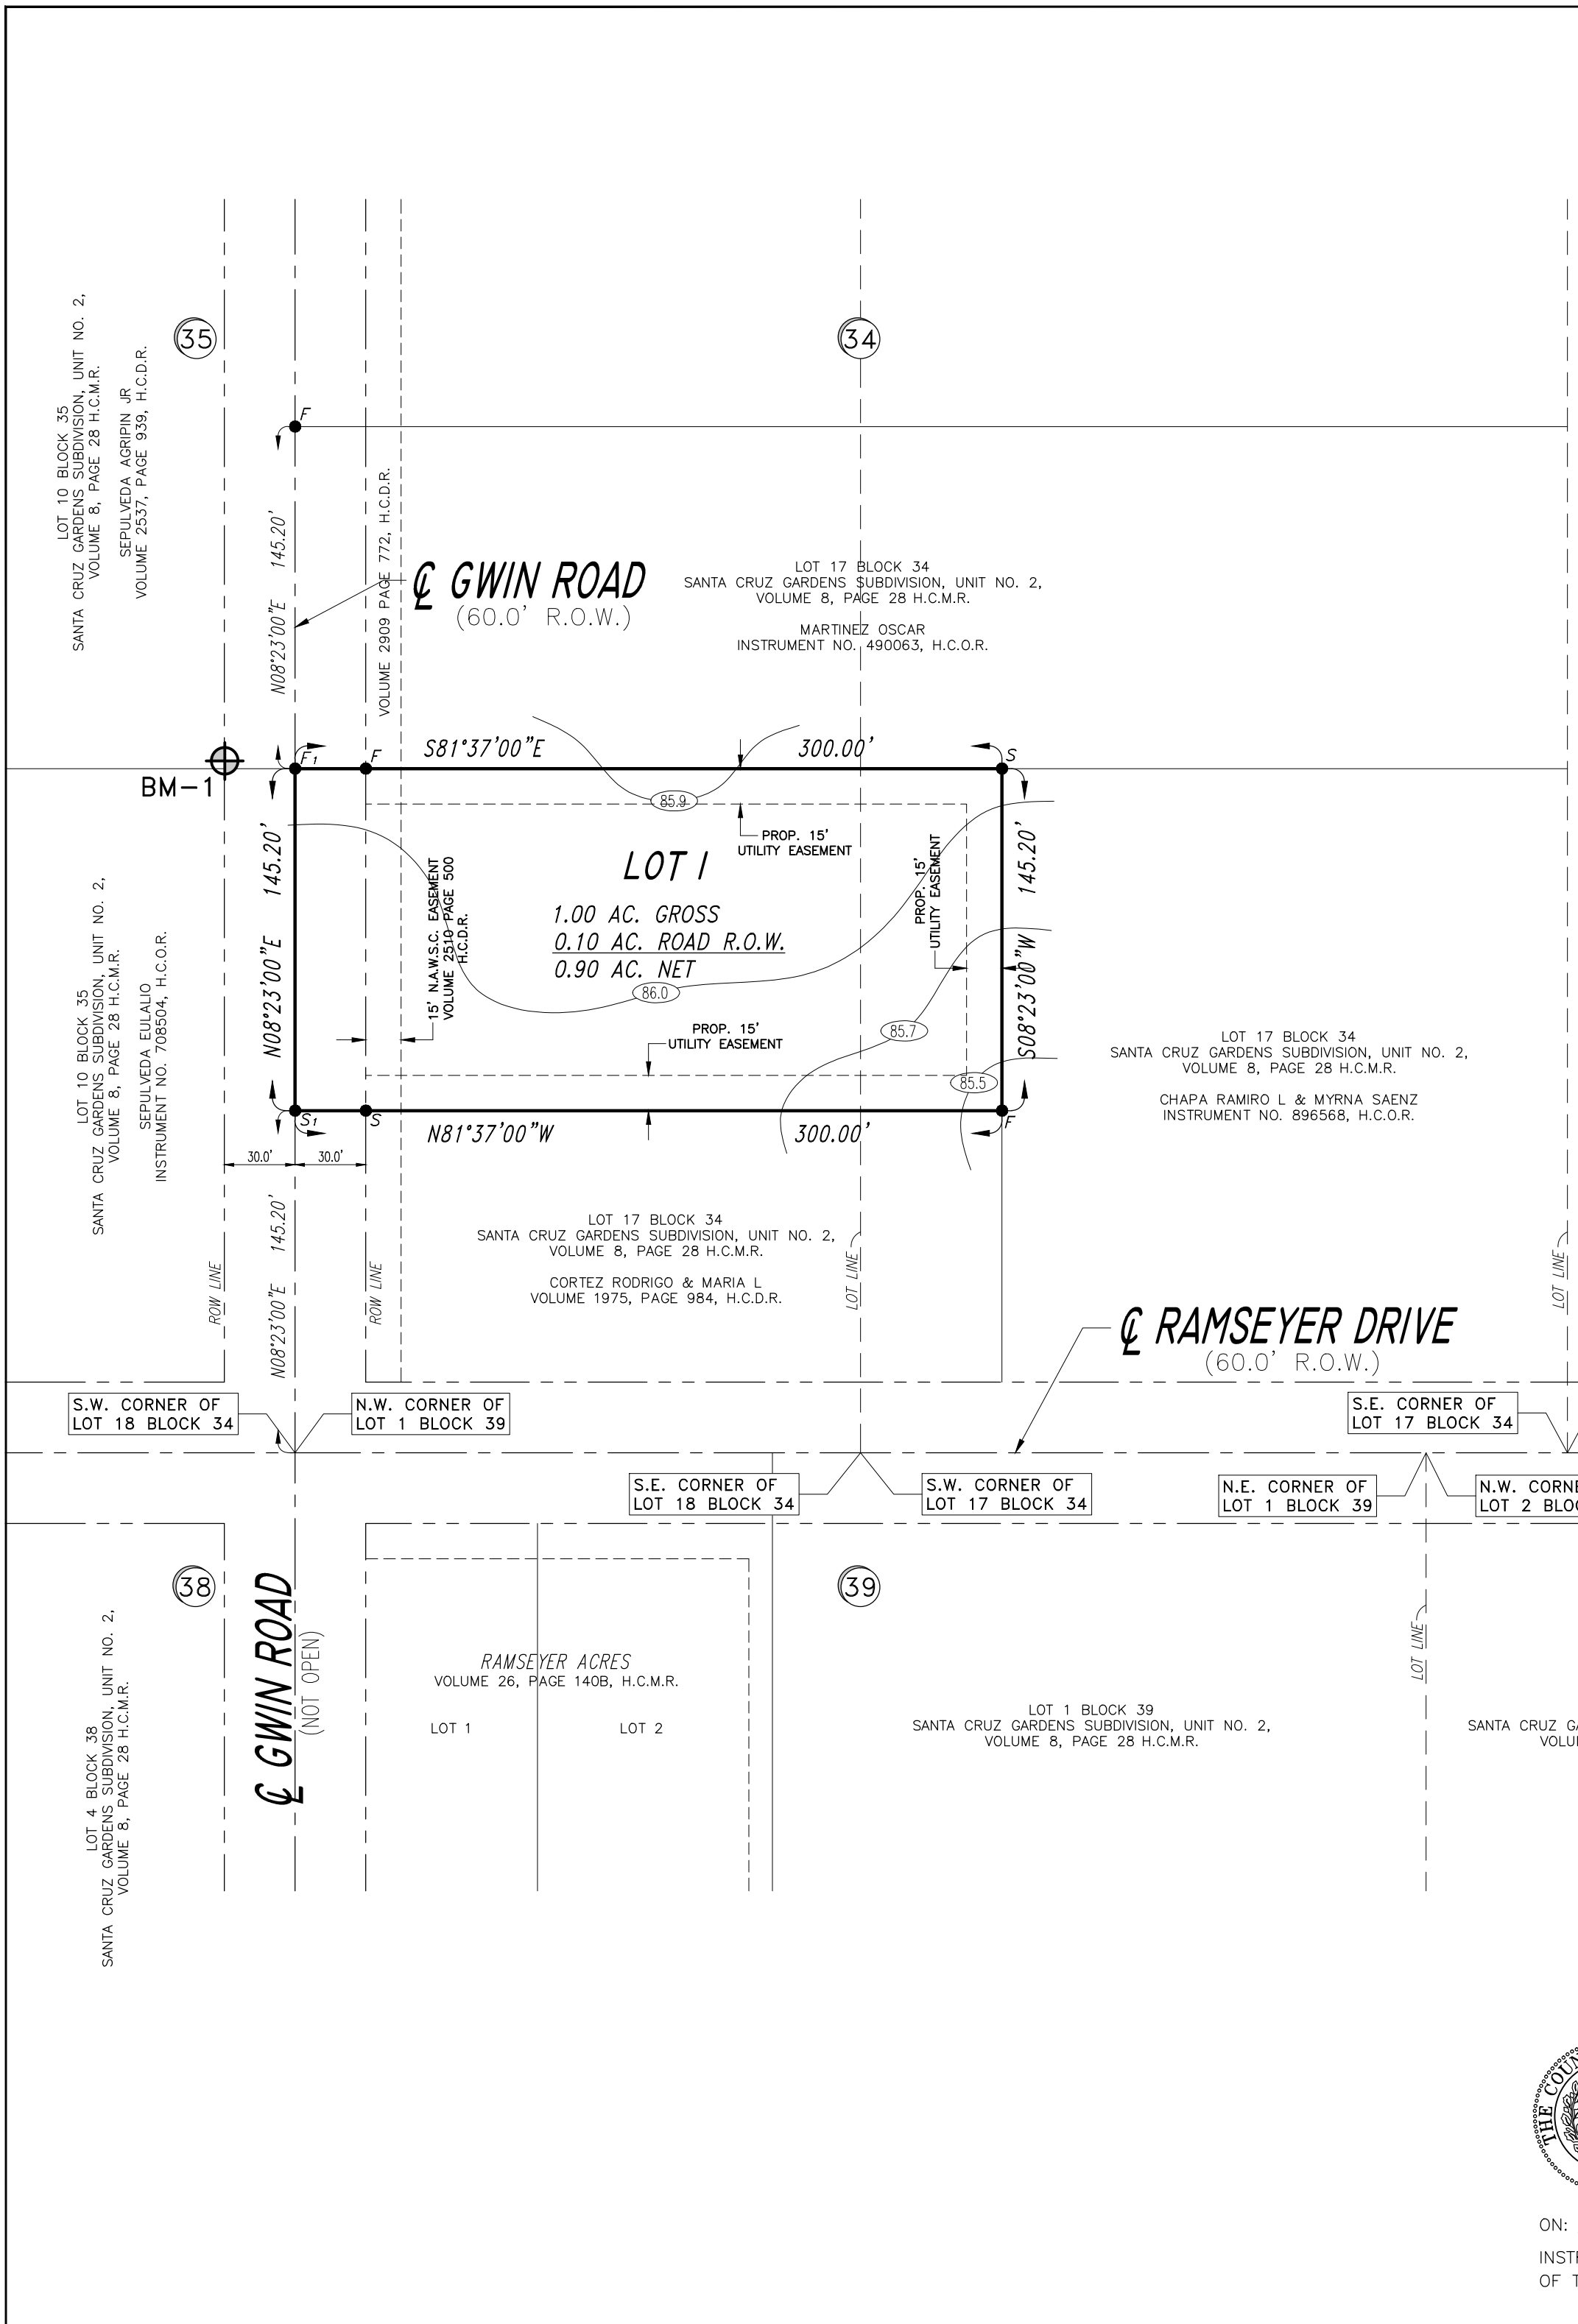 LOT 10 BLOCK 35
SANTA CRUZ GARDENS SUBDIVISION, UNIT NO. 2,
VOLUME 8, PAGE 28 H.C.M.R.
SEPULVEDA AGRIPIN JR
VOLUME 2537, PAGE 939, H.C.D.R.
35
34
F
N08°23'00"E 145.20'
VOLUME 2909 PAGE 772, H.C.D.R.
℄ GWIN ROAD
(60.0' R.O.W.)
LOT 17 BLOCK 34
SANTA CRUZ GARDENS SUBDIVISION, UNIT NO. 2,
VOLUME 8, PAGE 28 H.C.M.R.
MARTINEZ OSCAR
INSTRUMENT NO. 490063, H.C.O.R.
BM-1
F1
F
S81°37'00"E 300.00'
S
85.9
PROP. 15'
UTILITY EASEMENT
LOT 1
1.00 AC. GROSS
0.10 AC. ROAD R.O.W.
0.90 AC. NET
86.0
15' N.A.W.S.C. EASEMENT
VOLUME 2510 PAGE 500
H.C.D.R.
PROP. 15'
UTILITY EASEMENT
N08°23'00"E 145.20'
S08°23'00"W 145.20'
85.7
85.5
PROP. 15'
UTILITY EASEMENT
LOT 10 BLOCK 35
SANTA CRUZ GARDENS SUBDIVISION, UNIT NO. 2,
VOLUME 8, PAGE 28 H.C.M.R.
SEPULVEDA EULALIO
INSTRUMENT NO. 708504, H.C.O.R.
LOT 17 BLOCK 34
SANTA CRUZ GARDENS SUBDIVISION, UNIT NO. 2,
VOLUME 8, PAGE 28 H.C.M.R.
CHAPA RAMIRO L & MYRNA SAENZ
INSTRUMENT NO. 896568, H.C.O.R.
S1
S
N81°37'00"W 300.00'
F
30.0'
30.0'
N08°23'00"E 145.20'
ROW LINE
ROW LINE
LOT 17 BLOCK 34
SANTA CRUZ GARDENS SUBDIVISION, UNIT NO. 2,
VOLUME 8, PAGE 28 H.C.M.R.
CORTEZ RODRIGO & MARIA L
VOLUME 1975, PAGE 984, H.C.D.R.
LOT LINE
LOT LINE
℄ RAMSEYER DRIVE
(60.0' R.O.W.)
S.W. CORNER OF
LOT 18 BLOCK 34
N.W. CORNER OF
LOT 1 BLOCK 39
S.E. CORNER OF
LOT 17 BLOCK 34
S.E. CORNER OF
LOT 18 BLOCK 34
S.W. CORNER OF
LOT 17 BLOCK 34
N.E. CORNER OF
LOT 1 BLOCK 39
N.W. CORNE
LOT 2 BLO
38
39
℄ GWIN ROAD
(NOT OPEN)
LOT 4 BLOCK 38
SANTA CRUZ GARDENS SUBDIVISION, UNIT NO. 2,
VOLUME 8, PAGE 28 H.C.M.R.
RAMSEYER ACRES
VOLUME 26, PAGE 140B, H.C.M.R.
LOT 1
LOT 2
LOT 1 BLOCK 39
SANTA CRUZ GARDENS SUBDIVISION, UNIT NO. 2,
VOLUME 8, PAGE 28 H.C.M.R.
LOT LINE
SANTA CRUZ GA
VOLU
THE COUN
ON:
INST
OF T